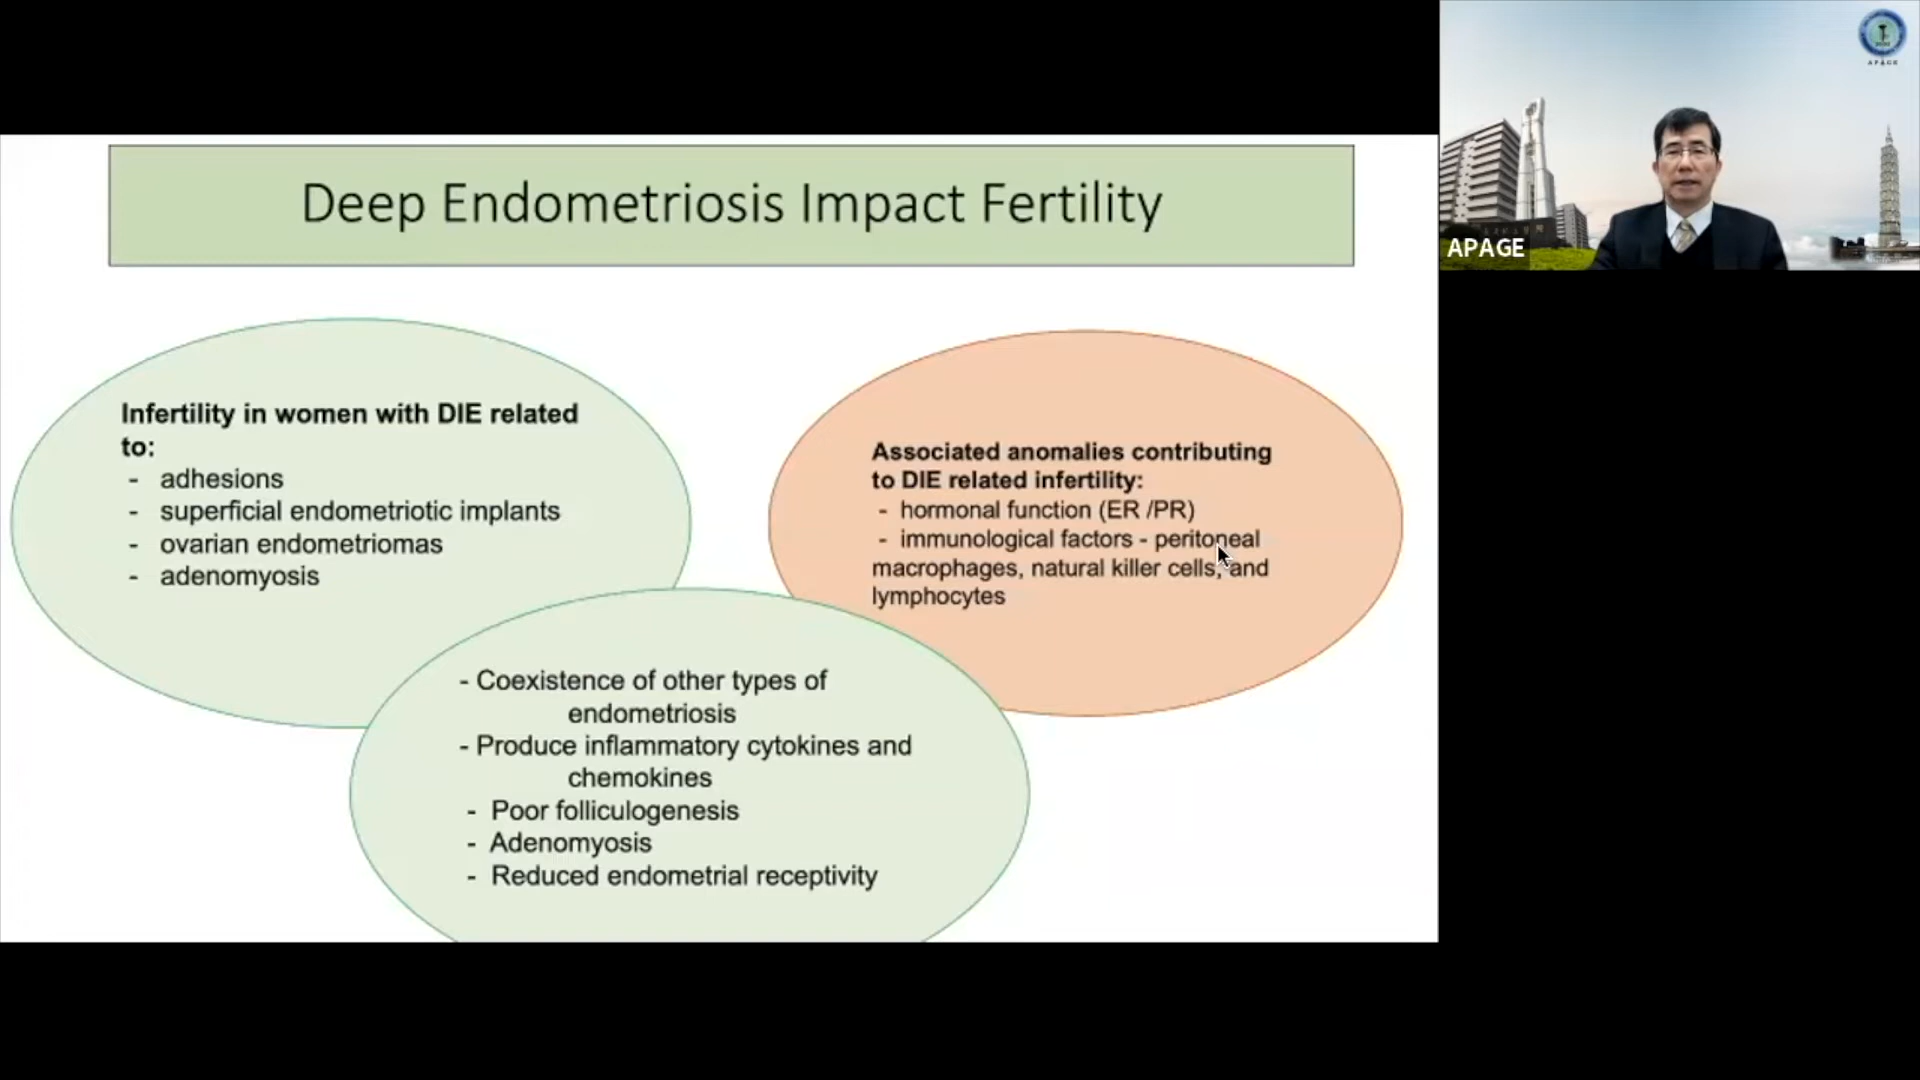 Deep Endometriosis Impact Fertility
Infertility in women with DIE related
to:
- adhesions
- superficial endometriotic implants
- ovarian endometriomas
- adenomyosis
Associated anomalies contributing
to DIE related infertility:
- hormonal function (ER /PR)
- immunological factors - peritoneal
macrophages, natural killer cells, and
lymphocytes
- Coexistence of other types of
endometriosis
- Produce inflammatory cytokines and
chemokines
- Poor folliculogenesis
- Adenomyosis
- Reduced endometrial receptivity
APAGE
APAGE